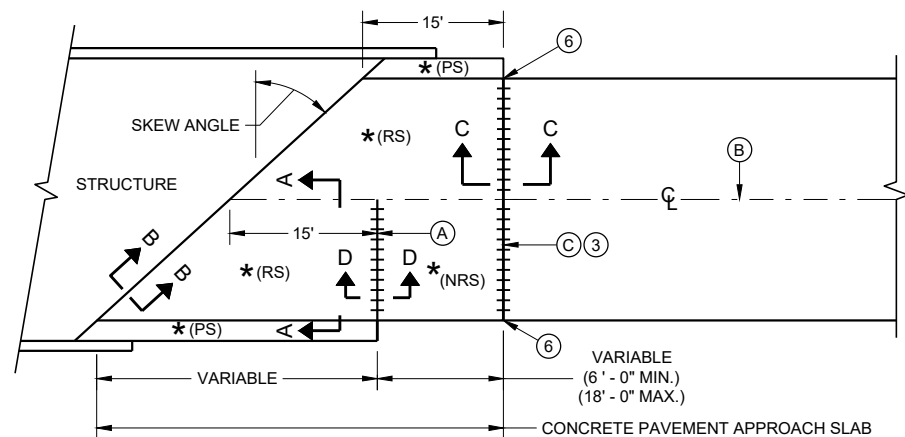 15'
6
*(PS)
SKEW ANGLE
*(RS)
C C
B
STRUCTURE
A
℄
15'
A
B
D D
C 3
*(RS)
*(NRS)
B
*(PS)
A
6
VARIABLE
VARIABLE
(6 ' - 0" MIN.)
(18' - 0" MAX.)
CONCRETE PAVEMENT APPROACH SLAB